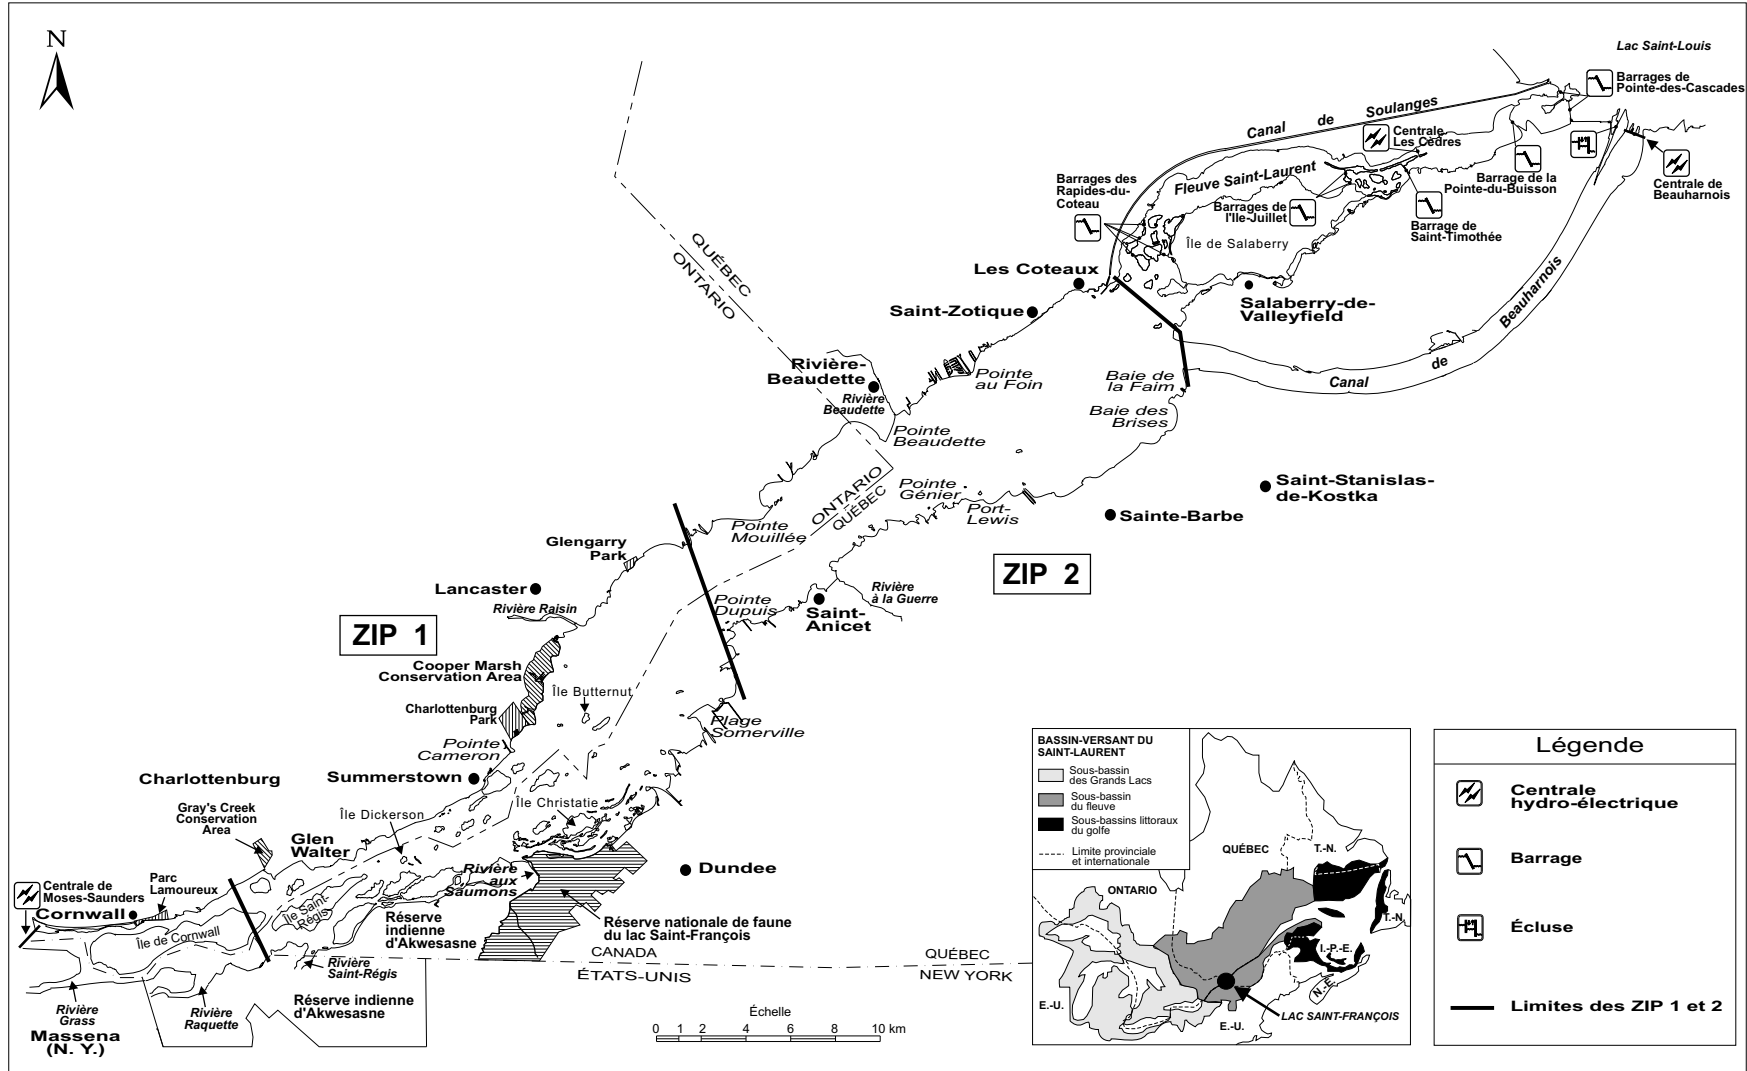 N
Lac Saint-Louis
Barrages de
Pointe-des-Cascades
Canal de Soulanges
Centrale
Les Cèdres
Fleuve Saint-Laurent
Barrages des
Rapides-du-
Coteau
Barrages de
l'Ile-Juillet
Barrage de la
Pointe-du-Buisson
Centrale de
Beauharnois
Barrage de
Saint-Timothée
Île de Salaberry
QUÉBEC
ONTARIO
Les Coteaux
Saint-Zotique
Salaberry-de-
Valleyfield
Canal de Beauharnois
Rivière-
Beaudette
Rivière
Beaudette
Pointe
au Foin
Baie de
la Faim
Baie des
Brises
Pointe
Beaudette
ONTARIO
QUÉBEC
Pointe
Génier
Port-
Lewis
Saint-Stanislas-
de-Kostka
Sainte-Barbe
Pointe
Mouillée
Glengarry
Park
Lancaster
Rivière Raisin
ZIP 1
ZIP 2
Pointe
Dupuis
Saint-
Anicet
Rivière
à la Guerre
Cooper Marsh
Conservation Area
Île Butternut
Charlottenburg
Park
Plage
Somerville
Pointe
Cameron
Summerstown
Charlottenburg
Gray's Creek
Conservation
Area
Île Dickerson
Île Christatie
Glen
Walter
Rivière
aux
Saumons
Dundee
Parc
Lamoureux
Centrale de
Moses-Saunders
Cornwall
Île de Cornwall
Île Saint-
Régis
Réserve
indienne
d'Akwesasne
Réserve nationale de faune
du lac Saint-François
CANADA
ÉTATS-UNIS
QUÉBEC
NEW YORK
Rivière
Saint-Régis
Rivière
Grass
Rivière
Raquette
Réserve indienne
d'Akwesasne
Massena
(N. Y.)
Échelle
0 1 2 4 6 8 10 km
BASSIN-VERSANT DU
SAINT-LAURENT
Sous-bassin
des Grands Lacs
Sous-bassin
du fleuve
Sous-bassins littoraux
du golfe
Limite provinciale
et internationale
QUÉBEC
T.-N.
ONTARIO
T.-N.
I.-P.-E.
N.-É.
E.-U.
E.-U.
LAC SAINT-FRANÇOIS
Légende
Centrale
hydro-électrique
Barrage
Écluse
Limites des ZIP 1 et 2